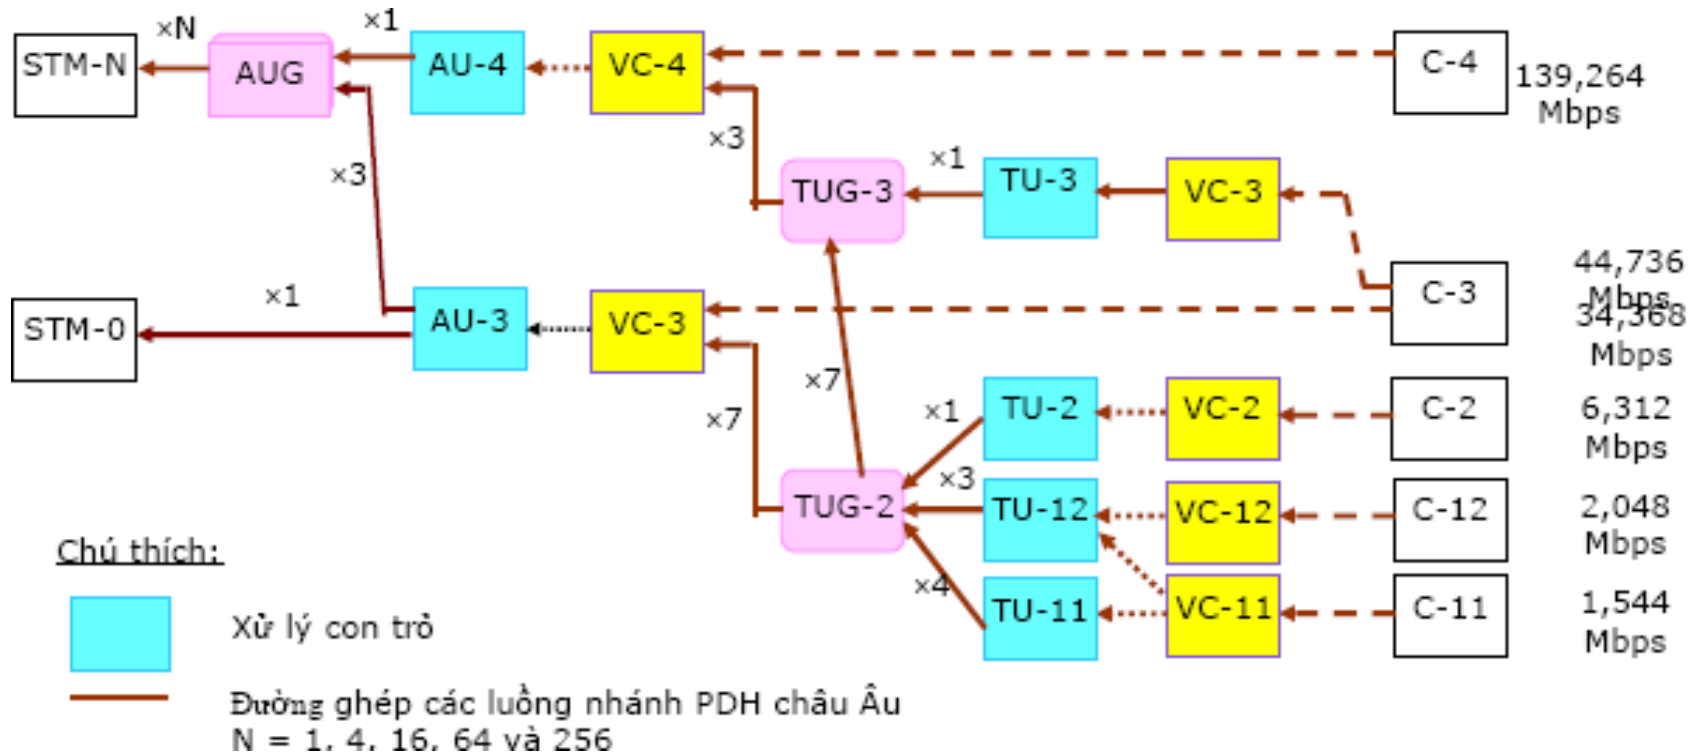 ×N
×1
STM-N
AUG
AU-4
VC-4
C-4
139,264
Mbps
×3
×3
×1
TUG-3
TU-3
VC-3
44,736
Mbps
C-3
34,368
Mbps
×1
STM-0
AU-3
VC-3
×7
×7
×1
TU-2
VC-2
C-2
6,312
Mbps
×3
TUG-2
TU-12
VC-12
C-12
2,048
Mbps
×4
TU-11
VC-11
C-11
1,544
Mbps
Chú thích:
Xử lý con trỏ
Đường ghép các luồng nhánh PDH châu Âu
N = 1, 4, 16, 64 và 256